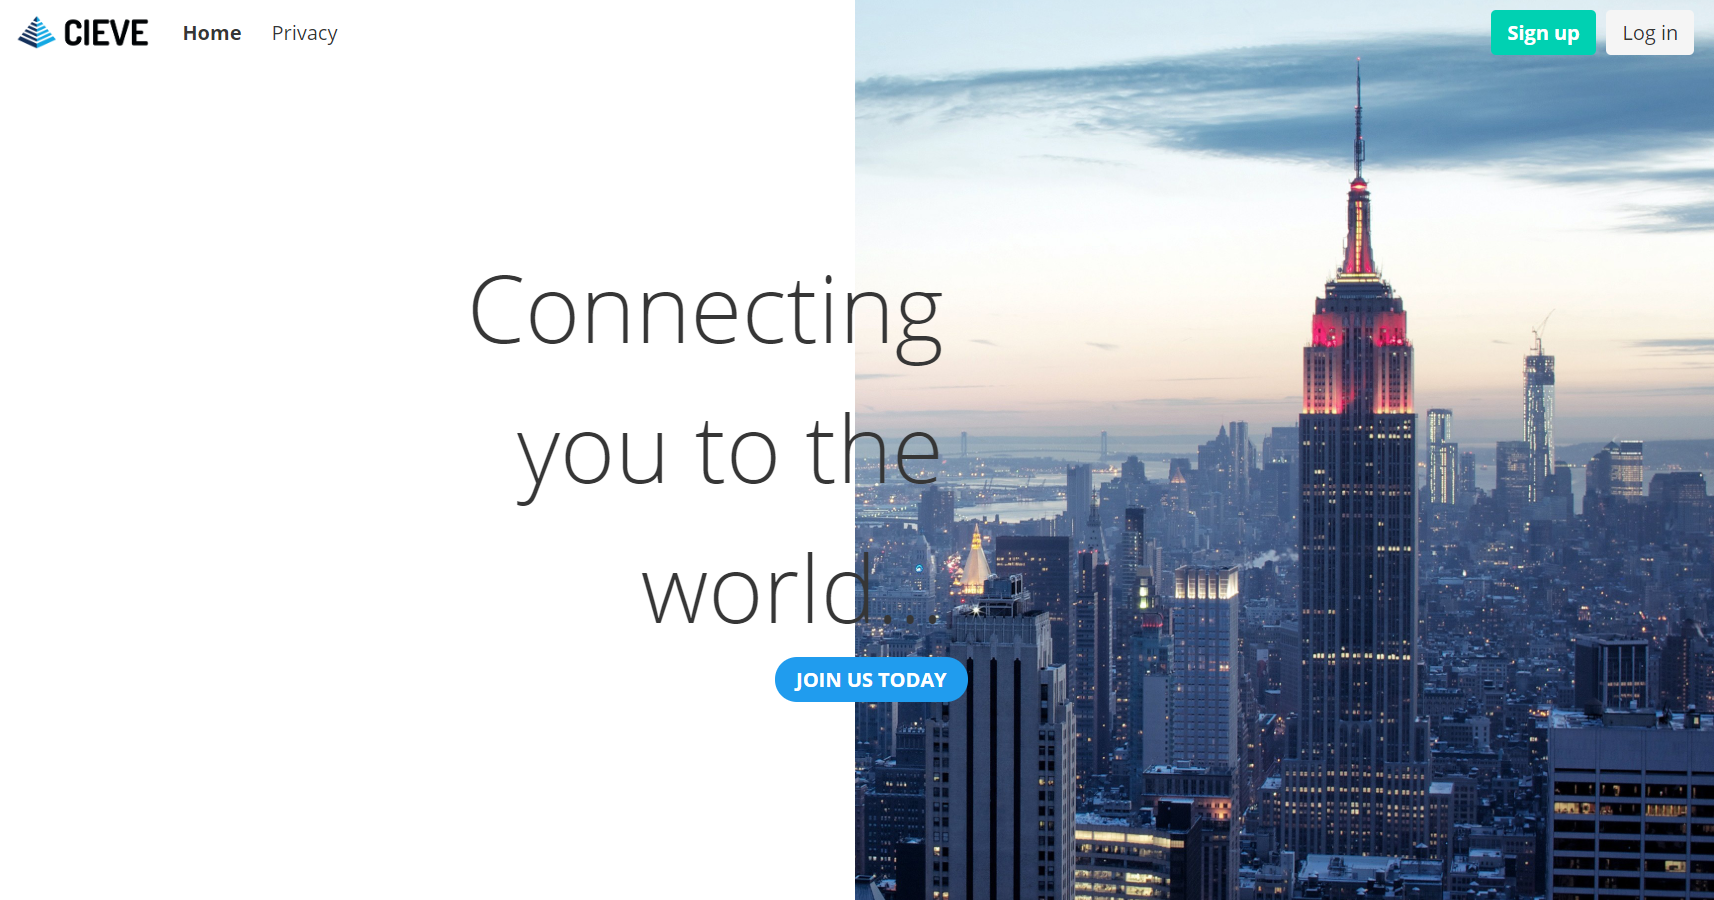 CIEVE
Home
Privacy
Sign up
Log in
Connecting
you to the
world...
JOIN US TODAY